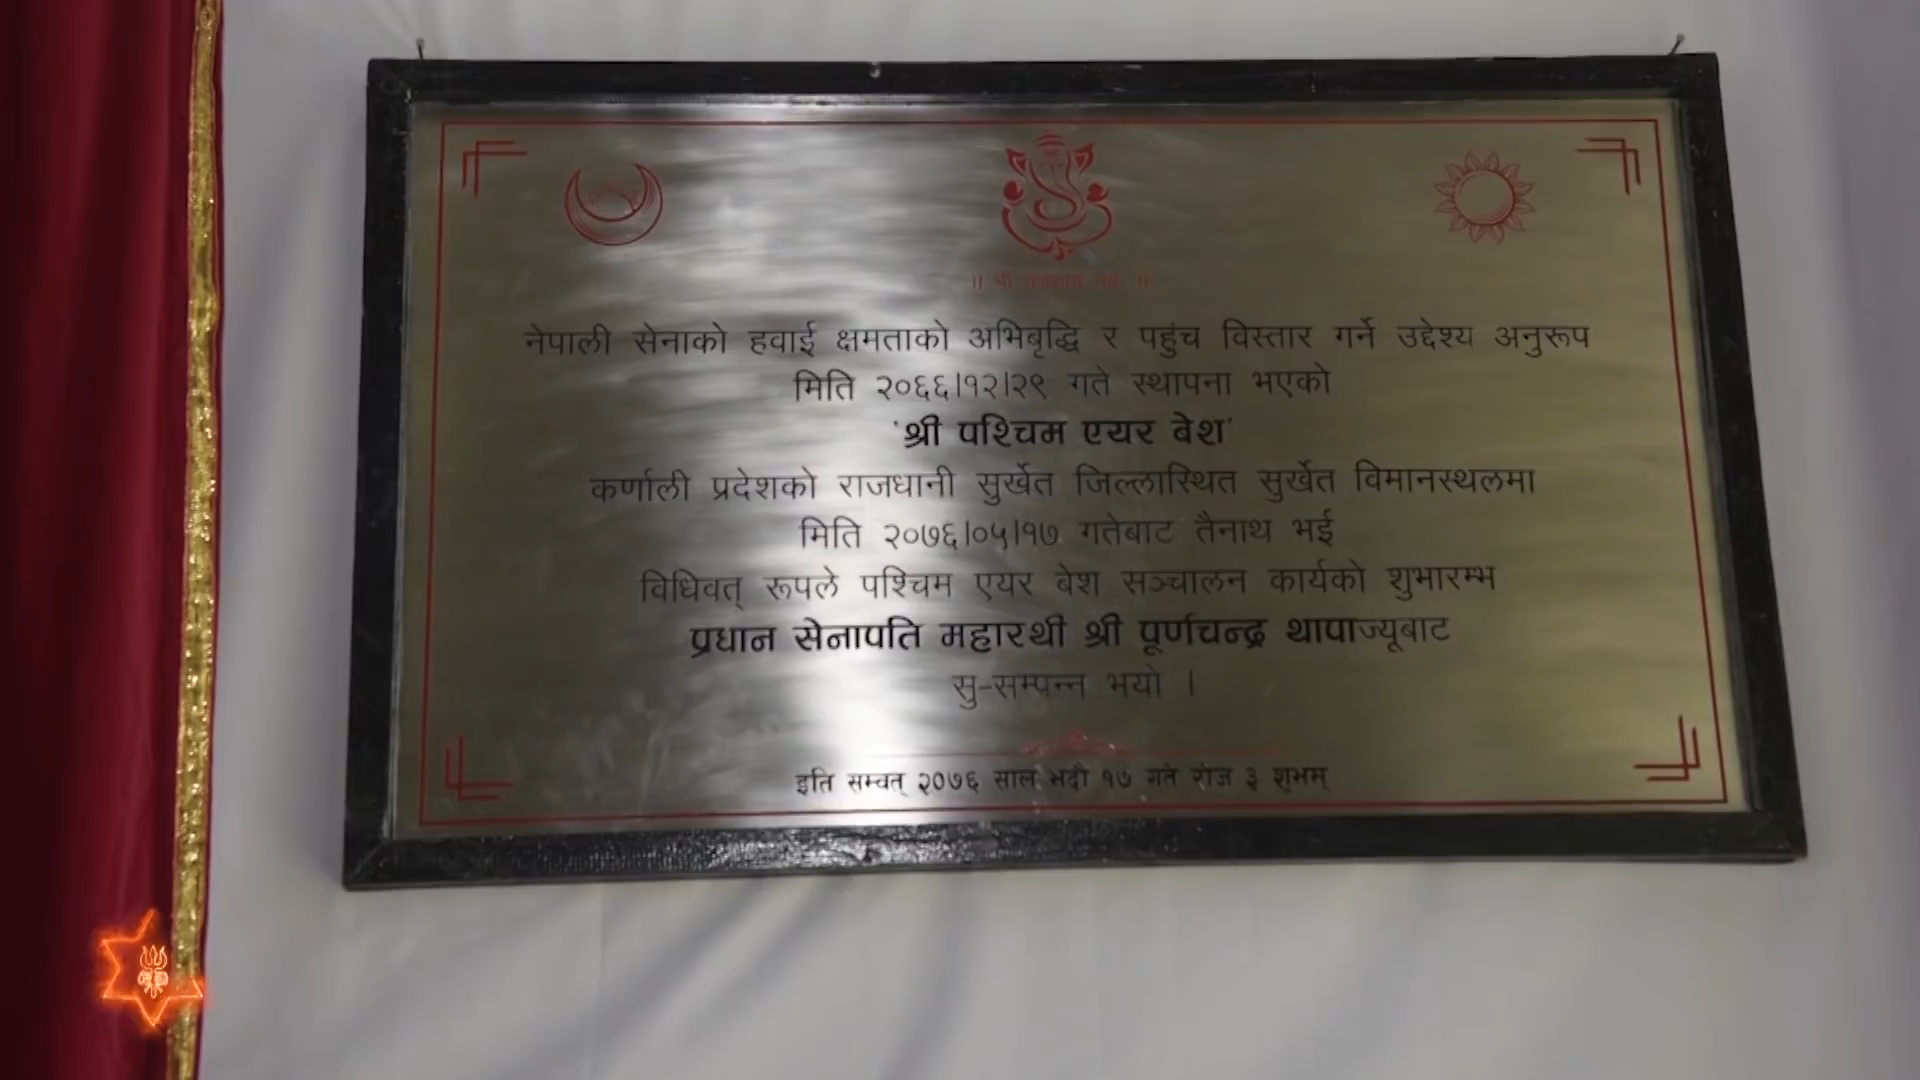 ।। श्री गणेशाय नमः ।।
नेपाली सेनाको हवाई क्षमताको अभिबृद्धि र पहुंच विस्तार गर्ने उद्देश्य अनुरूप
मिति २०६६।१२।२९ गते स्थापना भएको
'श्री पश्चिम एयर बेश'
कर्णाली प्रदेशको राजधानी सुर्खेत जिल्लास्थित सुर्खेत विमानस्थलमा
मिति २०७६।०५।१७ गतेबाट तैनाथ भई
विधिवत् रूपले पश्चिम एयर बेश सञ्चालन कार्यको शुभारम्भ
प्रधान सेनापति महारथी श्री पूर्णचन्द्र थापाज्यूबाट
सु-सम्पन्न भयो ।
इति सम्वत् २०७६ साल भदौ १७ गते रोज ३ शुभम्